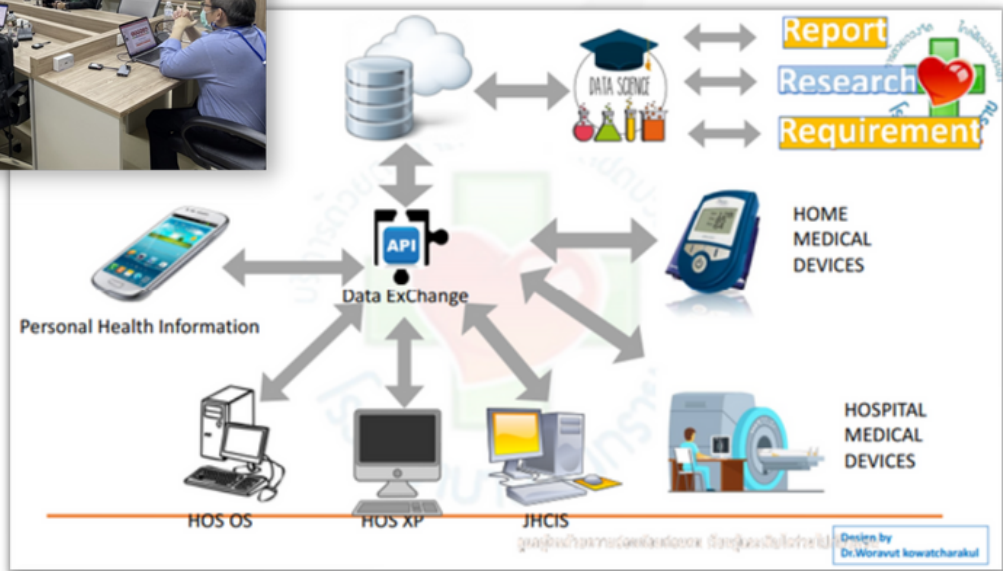 Report
DATA SCIENCE
Research
Requirement
API
Data ExChange
HOME
MEDICAL
DEVICES
Personal Health Information
HOSPITAL
MEDICAL
DEVICES
HOS OS
HOS XP
JHCIS
Design by
Dr.Woravut kowatcharakul